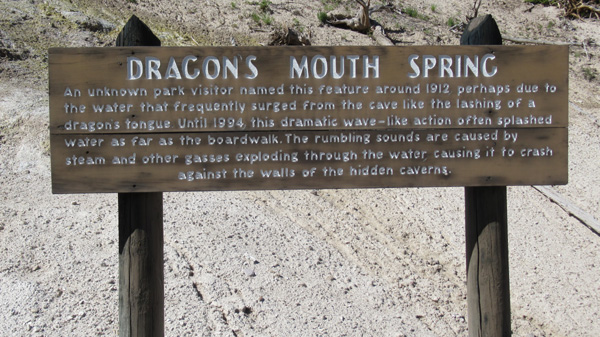 DRAGON'S MOUTH SPRING
An unknown park visitor named this feature around 1912 perhaps due to
the water that frequently surged from the cave like the lashing of a
dragon's tongue. Until 1994, this dramatic wave-like action often splashed
water as far as the boardwalk. The rumbling sounds are caused by
steam and other gasses exploding through the water, causing it to crash
against the walls of the hidden caverns.